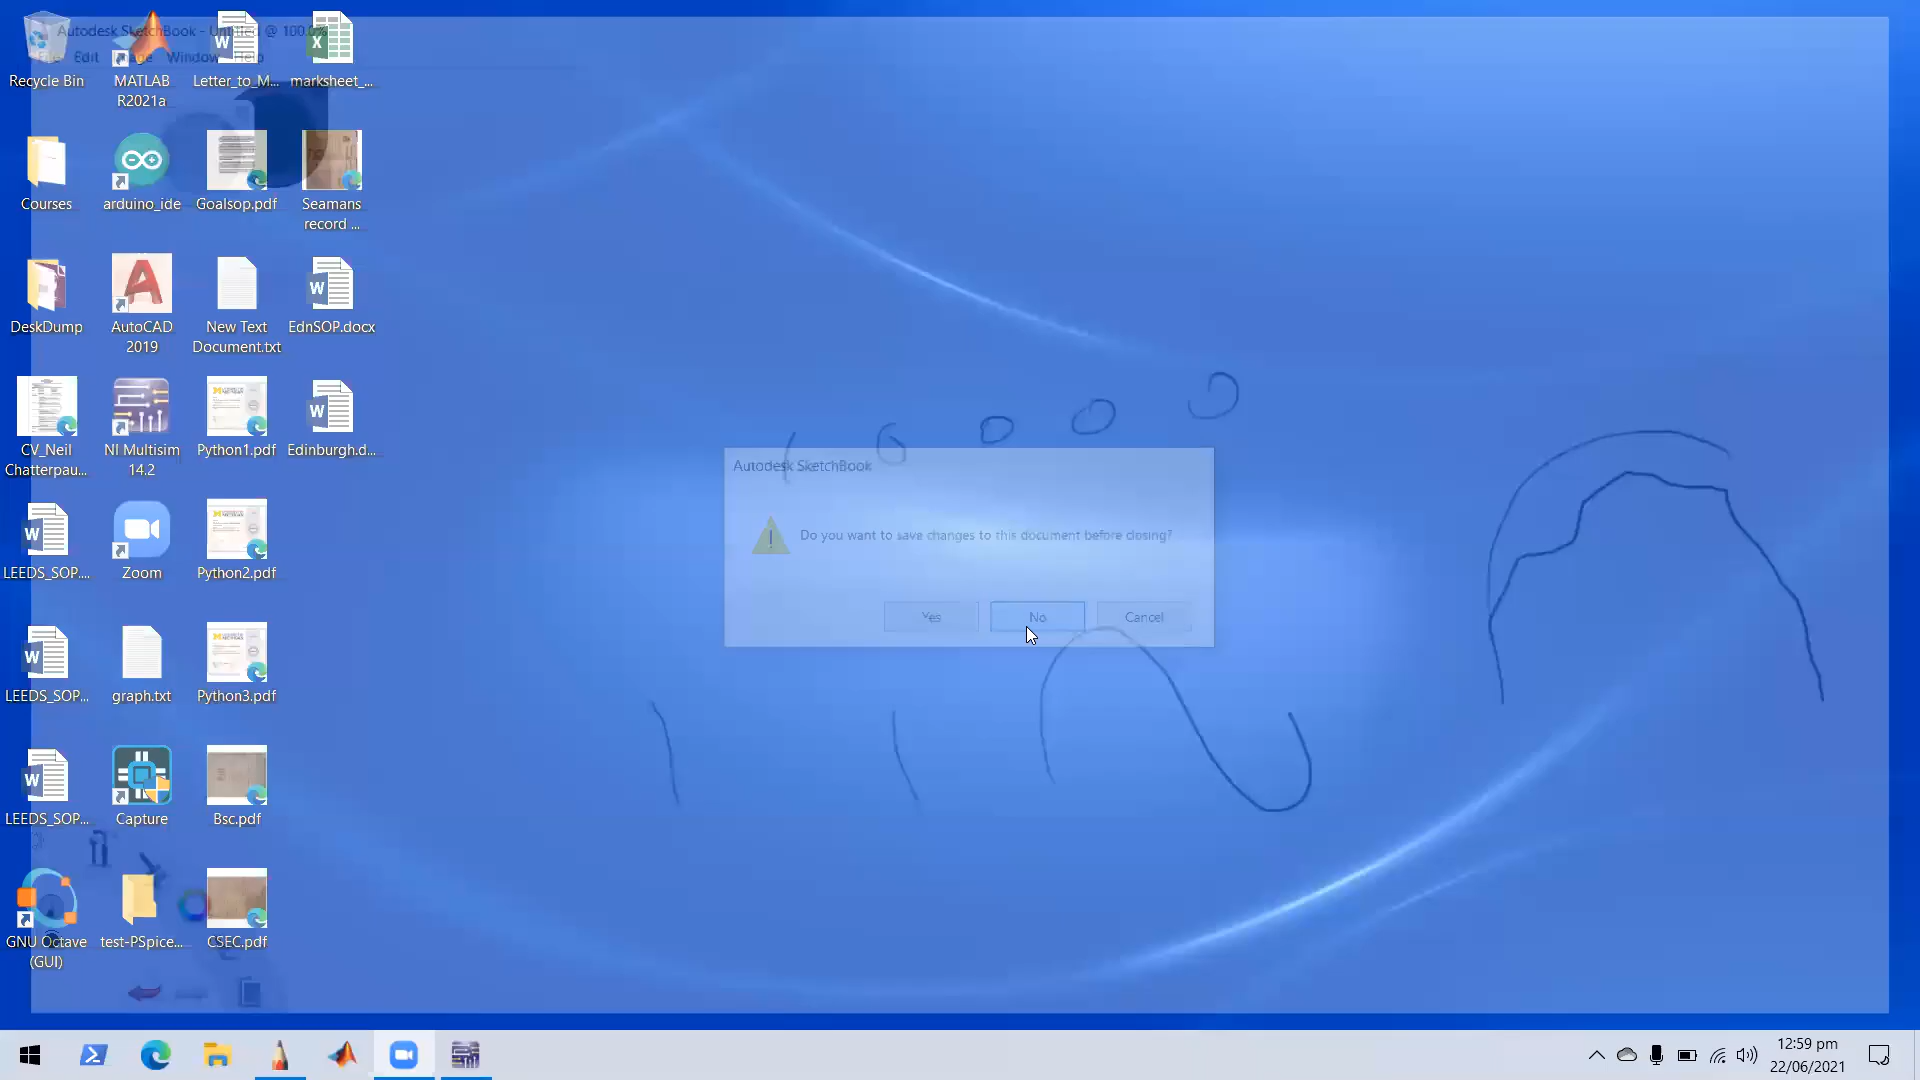 Autodesk SketchBook - Untitled @ 100.0%
File Edit Image Window Help
Recycle Bin
MATLAB R2021a
Letter_to_M...
marksheet_...
Courses
arduino_ide
Goalsop.pdf
Seamans record ...
DeskDump
AutoCAD 2019
New Text Document.txt
EdnSOP.docx
CV_Neil Chatterpau...
NI Multisim 14.2
Python1.pdf
Edinburgh.d...
LEEDS_SOP....
Zoom
Python2.pdf
LEEDS_SOP...
graph.txt
Python3.pdf
LEEDS_SOP...
Capture
Bsc.pdf
GNU Octave (GUI)
test-PSpice...
CSEC.pdf
Autodesk SketchBook
Do you want to save changes to this document before closing?
Yes
No
Cancel
12:59 pm
22/06/2021